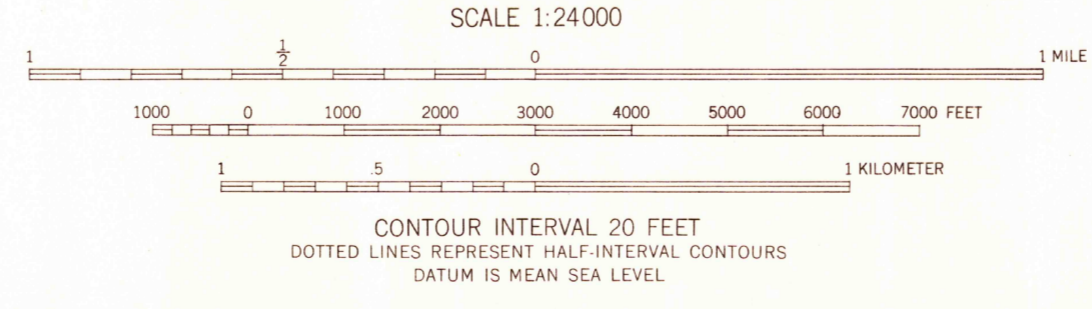 SCALE 1:24000
1 1/2 0 1 MILE
1000 0 1000 2000 3000 4000 5000 6000 7000 FEET
1 .5 0 1 KILOMETER
CONTOUR INTERVAL 20 FEET
DOTTED LINES REPRESENT HALF-INTERVAL CONTOURS
DATUM IS MEAN SEA LEVEL